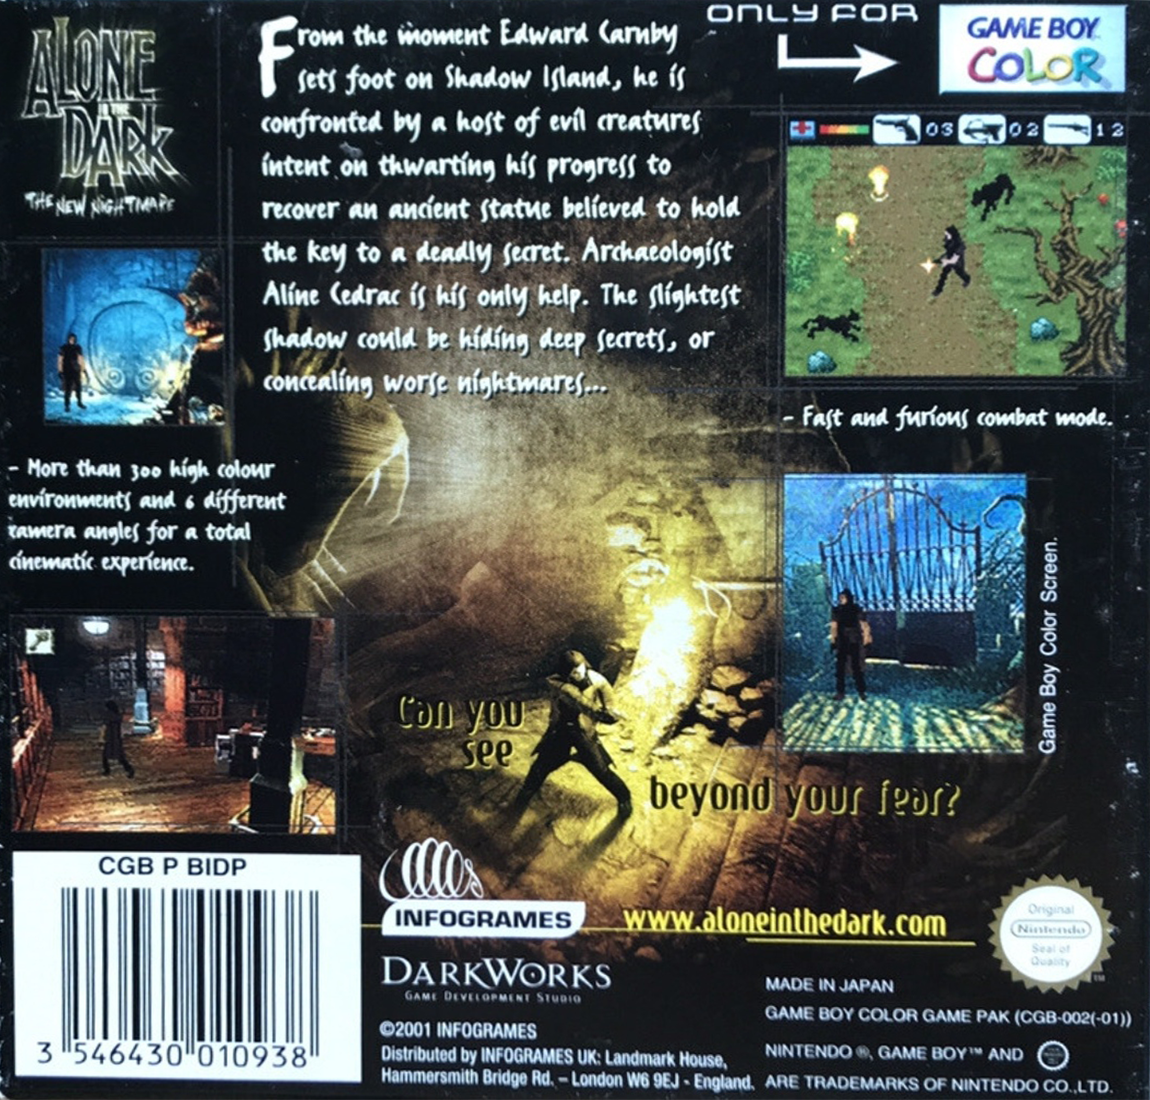 ALONE
IN THE
DARK
THE NEW NIGHTMARE
From the moment Edward Carnby
sets foot on Shadow Island, he is
confronted by a host of evil creatures
intent on thwarting his progress to
recover an ancient statue believed to hold
the key to a deadly secret. Archaeologist
Aline Cedrac is his only help. The slightest
shadow could be hiding deep secrets, or
concealing worse nightmares...
ONLY FOR
GAME BOY
COLOR
03 02 12
- Fast and furious combat mode.
- More than 300 high colour
environments and 6 different
camera angles for a total
cinematic experience.
Game Boy Color Screen.
Can you
see
beyond your fear?
CGB P BIDP
3 546430 010938
INFOGRAMES
www.aloneinthedark.com
Original
Nintendo
Seal of
Quality
TM
DARKWORKS
GAME DEVELOPMENT STUDIO
©2001 INFOGRAMES
Distributed by INFOGRAMES UK: Landmark House,
Hammersmith Bridge Rd. – London W6 9EJ - England.
MADE IN JAPAN
GAME BOY COLOR GAME PAK (CGB-002(-01))
NINTENDO ®, GAME BOY™ AND
ARE TRADEMARKS OF NINTENDO CO.,LTD.